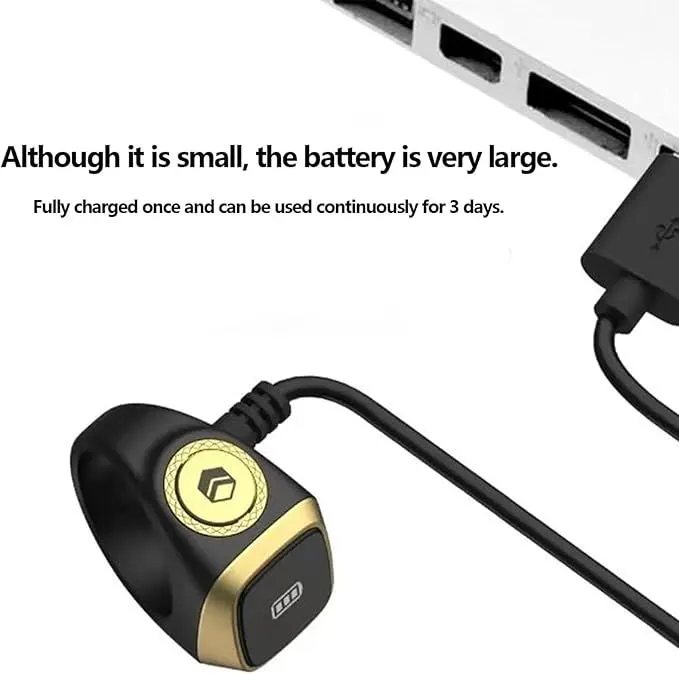 Although it is small, the battery is very large.
Fully charged once and can be used continuously for 3 days.